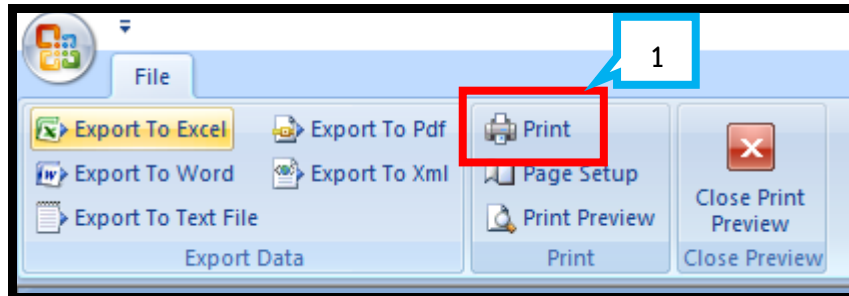 1
File
Export To Excel
Export To Pdf
Print
Export To Word
Export To Xml
Page Setup
Close Print
Preview
Export To Text File
Print Preview
Export Data
Print
Close Preview